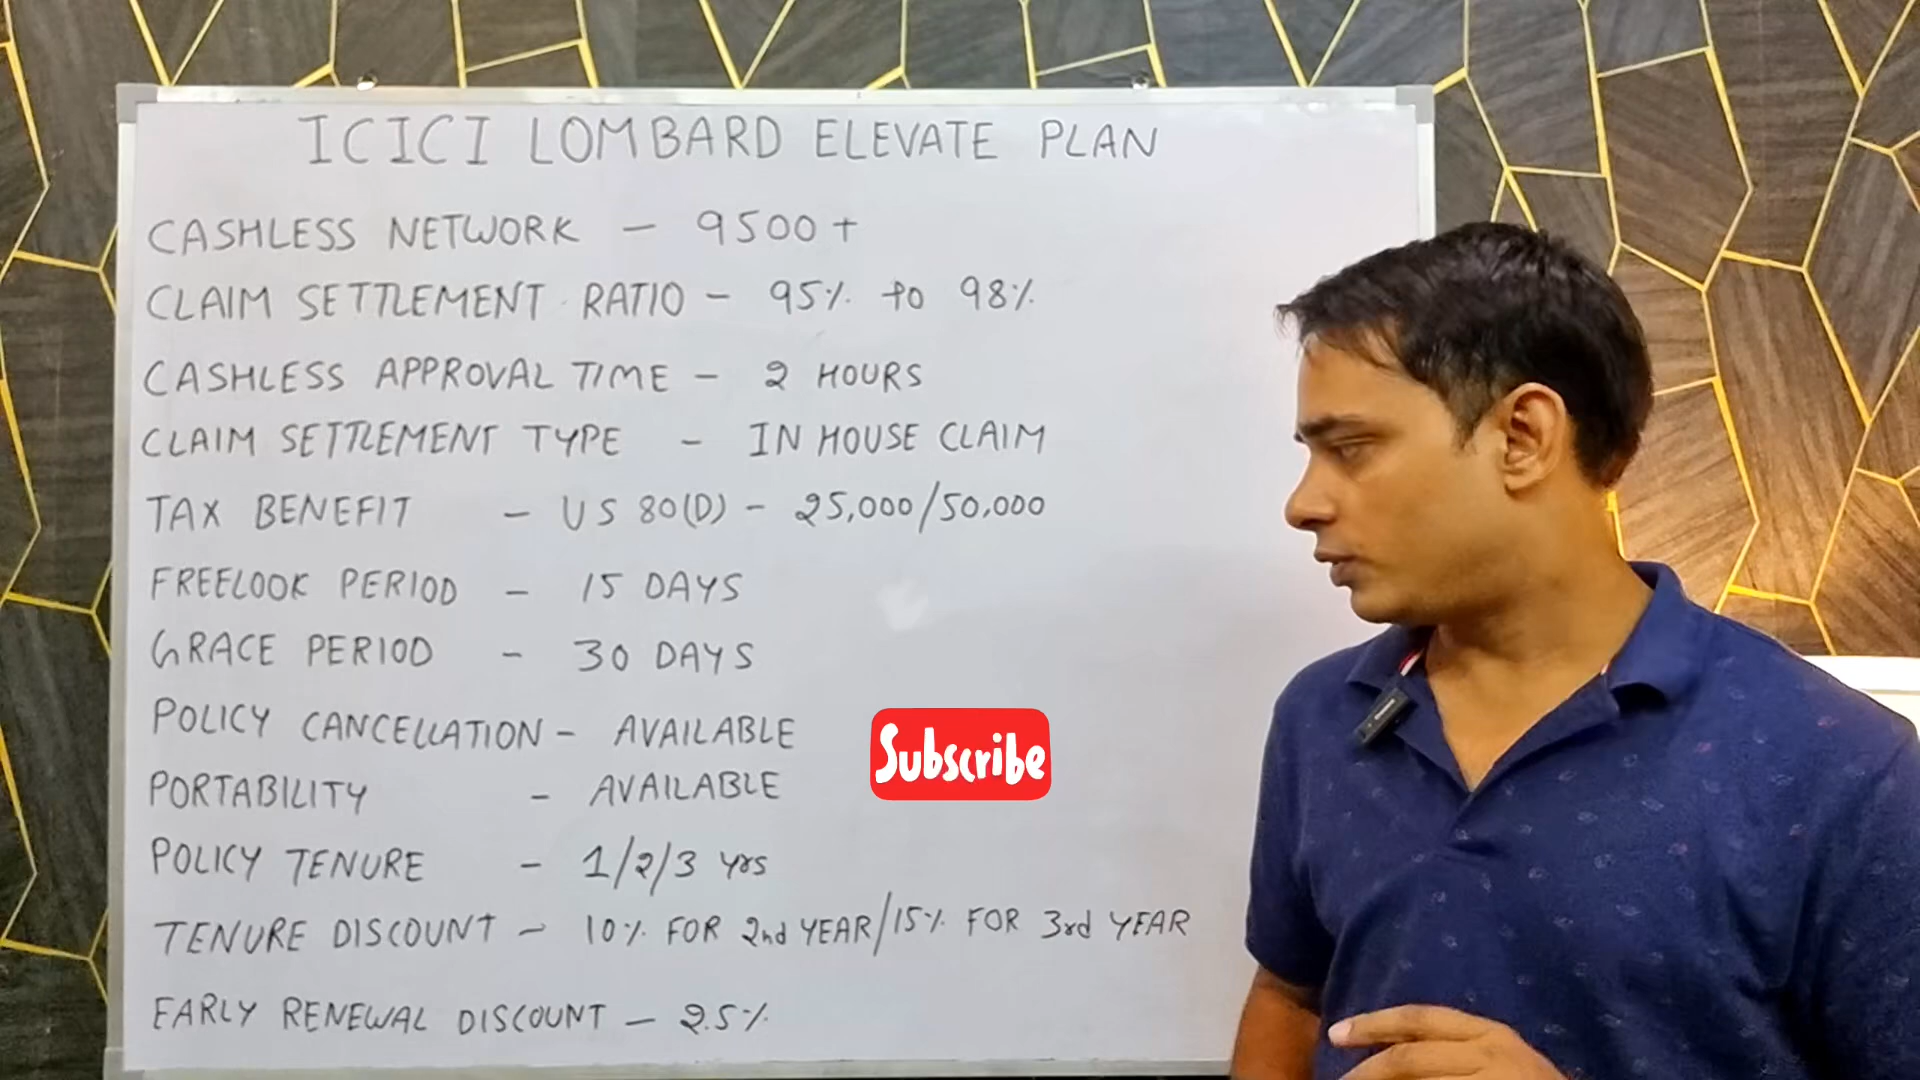 ICICI LOMBARD ELEVATE PLAN
CASHLESS NETWORK - 9500+
CLAIM SETTLEMENT RATIO - 95% to 98%
CASHLESS APPROVAL TIME - 2 HOURS
CLAIM SETTLEMENT TYPE - IN HOUSE CLAIM
TAX BENEFIT - US 80(D) - 25,000/50,000
FREELOOK PERIOD - 15 DAYS
GRACE PERIOD - 30 DAYS
POLICY CANCELLATION - AVAILABLE
Subscribe
PORTABILITY - AVAILABLE
POLICY TENURE - 1/2/3 yrs
TENURE DISCOUNT - 10% FOR 2nd YEAR/15% FOR 3rd YEAR
EARLY RENEWAL DISCOUNT - 2.5%